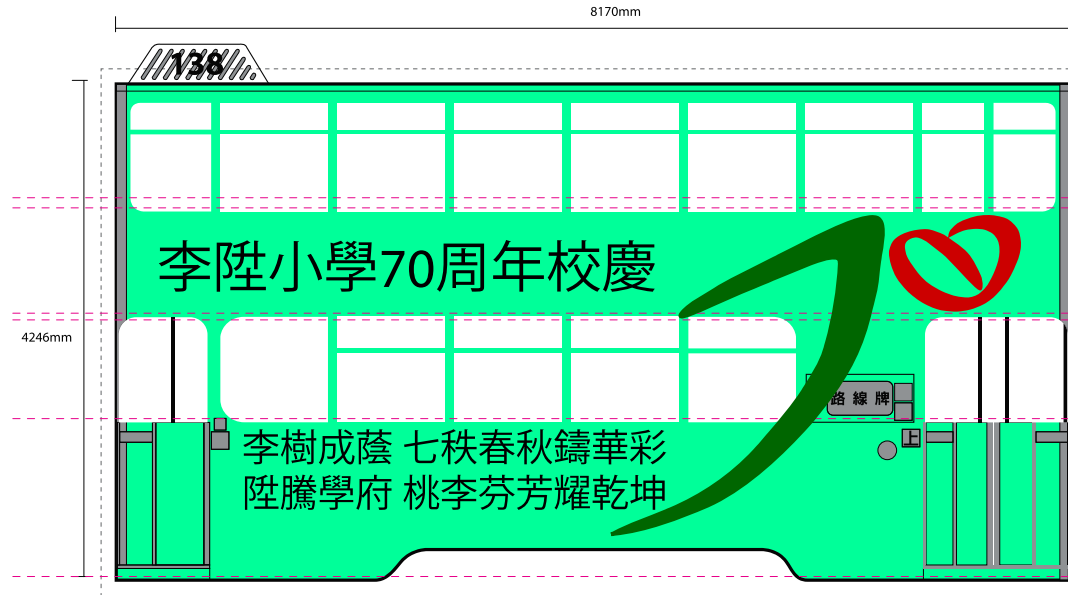 8170mm
138
李陞小學70周年校慶
4246mm
路線牌
上
李樹成蔭 七秩春秋鑄華彩
陞騰學府 桃李芬芳耀乾坤